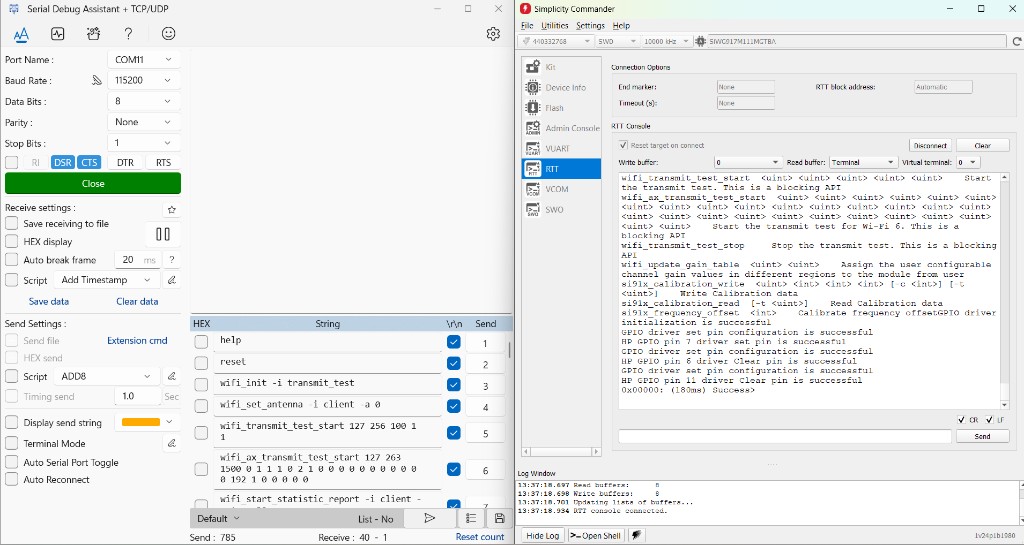 Serial Debug Assistant + TCP/UDP
Port Name :
COM11
Baud Rate :
115200
Data Bits :
8
Parity :
None
Stop Bits :
1
RI DSR CTS DTR RTS
Close
Receive settings :
Save receiving to file
HEX display
Auto break frame 20 ms ?
Script Add Timestamp
Save data Clear data
Send Settings :
Send file Extension cmd
HEX send
Script ADD8
Timing send 1.0 Sec
Display send string
Terminal Mode
Auto Serial Port Toggle
Auto Reconnect
HEX String \r\n Send
help 1
reset 2
wifi_init -i transmit_test 3
wifi_set_antenna -i client -a 0 4
wifi_transmit_test_start 127 256 100 1
1 5
wifi_ax_transmit_test_start 127 263
1500 0 1 1 1 0 2 1 0 0 0 0 0 0 0 0 0 0
0 192 1 0 0 0 0 0 6
wifi_start_statistic_report -i client - 7
Default List - No
Send : 785 Receive : 40 - 1 Reset count
Simplicity Commander
File Utilities Settings Help
440332768 SWD 10000 kHz SiWG917M111MGTBA
Kit
Device Info
Flash
Admin Console
VUART
RTT
VCOM
SWO
Connection Options
End marker: None RTT block address: Automatic
Timeout (s): None
RTT Console
Reset target on connect Disconnect Clear
Write buffer: 0 Read buffer: Terminal Virtual terminal: 0
wifi_transmit_test_start <uint> <uint> <uint> <uint> <uint> Start
the transmit test. This is a blocking API
wifi_ax_transmit_test_start <uint> <uint> <uint> <uint> <uint>
<uint> <uint> <uint> <uint> <uint> <uint> <uint> <uint> <uint>
<uint> <uint> <uint> <uint> <uint> <uint> <uint> <uint> <uint>
<uint> <uint> Start the transmit test for Wi-Fi 6. This is a
blocking API
wifi_transmit_test_stop Stop the transmit test. This is a blocking
API
wifi_update_gain_table <uint> <uint> Assign the user configurable
channel gain values in different regions to the module from user
si91x_calibration_write <uint> <int> <int> <int> [-c <int>] [-t
<uint>] Write Calibration data
si91x_calibration_read [-t <uint>] Read Calibration data
si91x_frequency_offset <int> Calibrate frequency offsetGPIO driver
initialization is successful
GPIO driver set pin configuration is successful
HP GPIO pin 7 driver set pin is successful
GPIO driver set pin configuration is successful
HP GPIO pin 6 driver Clear pin is successful
GPIO driver set pin configuration is successful
HP GPIO pin 11 driver Clear pin is successful
0x00000: (180ms) Success>
CR LF
Send
Log Window
13:37:18.697 Read buffers: 8
13:37:18.698 Write buffers: 8
13:37:18.701 Updating lists of buffers...
13:37:18.934 RTT console connected.
Hide Log >_Open Shell 1v24p1b1980